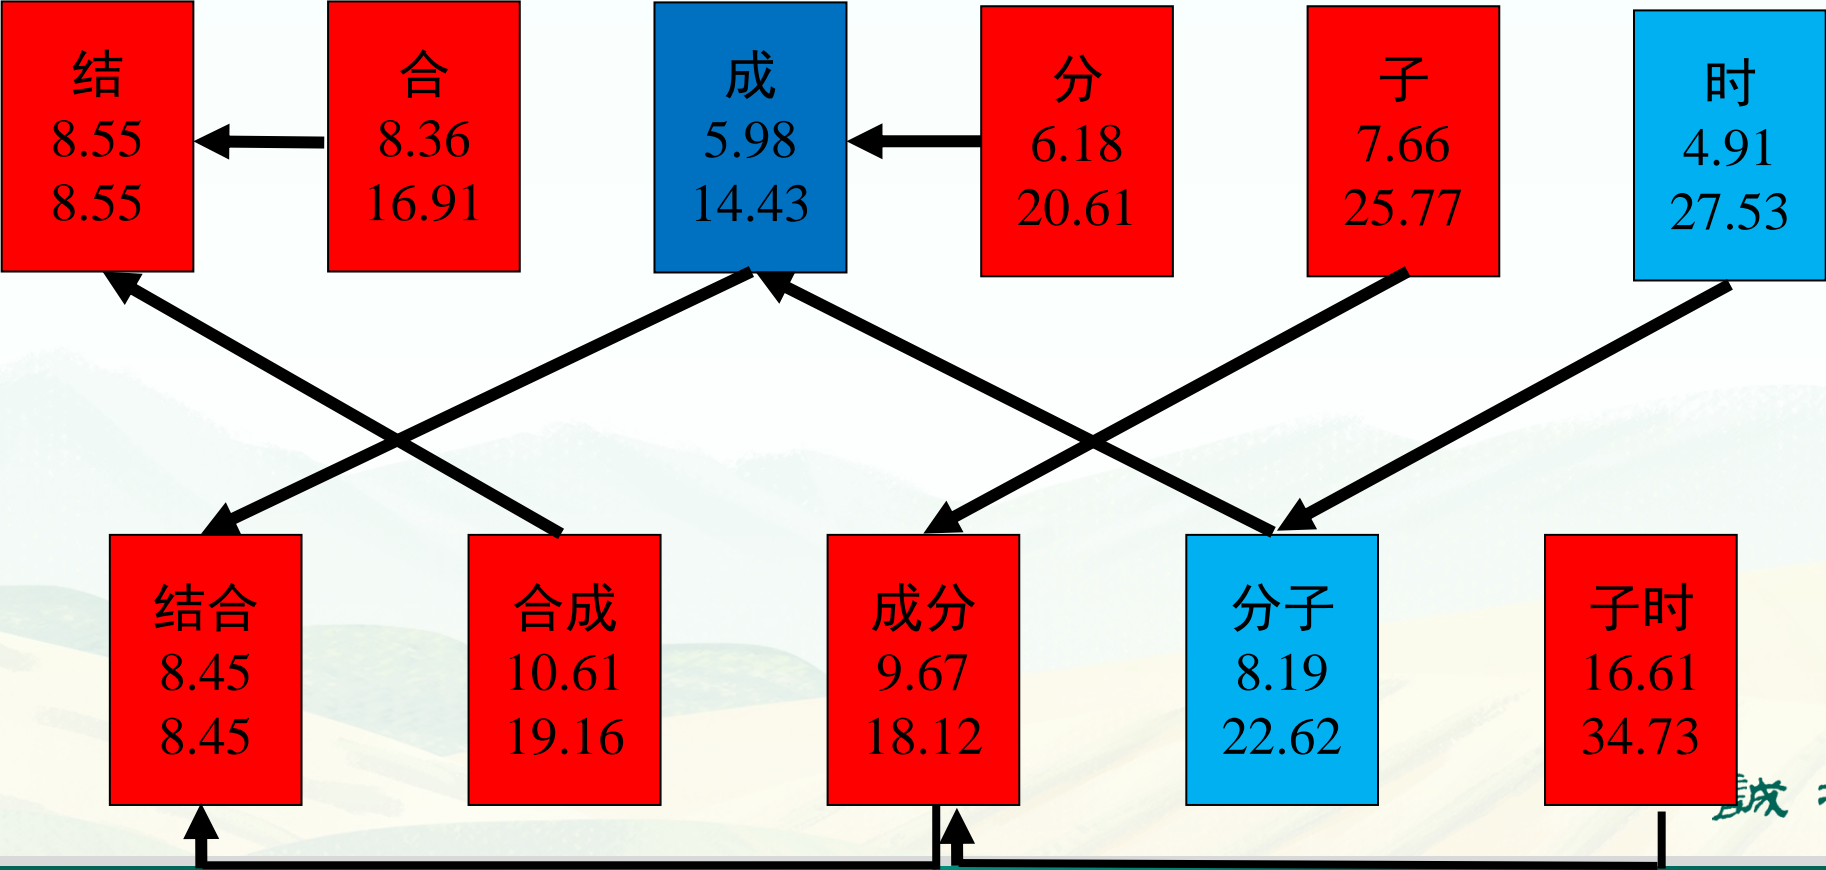 结
8.55
8.55
合
8.36
16.91
成
5.98
14.43
分
6.18
20.61
子
7.66
25.77
时
4.91
27.53
结合
8.45
8.45
合成
10.61
19.16
成分
9.67
18.12
分子
8.19
22.62
子时
16.61
34.73